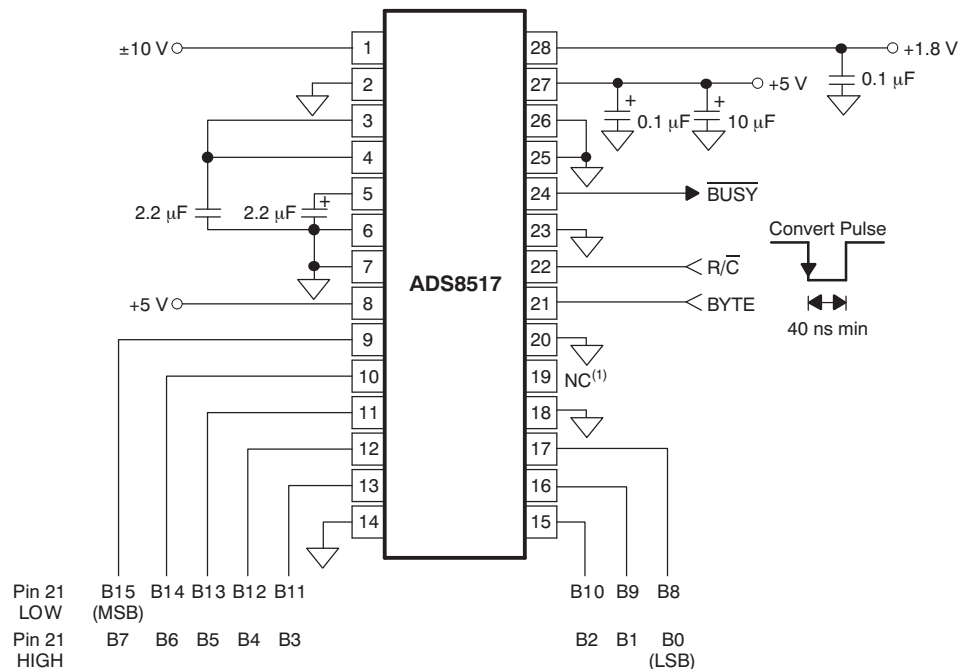 ±10 V
+5 V
2.2 µF
2.2 µF
+
1
2
3
4
5
6
7
8
9
10
11
12
13
14
ADS8517
28
27
26
25
24
23
22
21
20
19
18
17
16
15
+1.8 V
0.1 µF
+5 V
+
0.1 µF
+
10 µF
BUSY
R/C
BYTE
NC(1)
Convert Pulse
40 ns min
Pin 21 B15 B14 B13 B12 B11 B10 B9 B8
LOW (MSB)
Pin 21 B7 B6 B5 B4 B3 B2 B1 B0
HIGH (LSB)